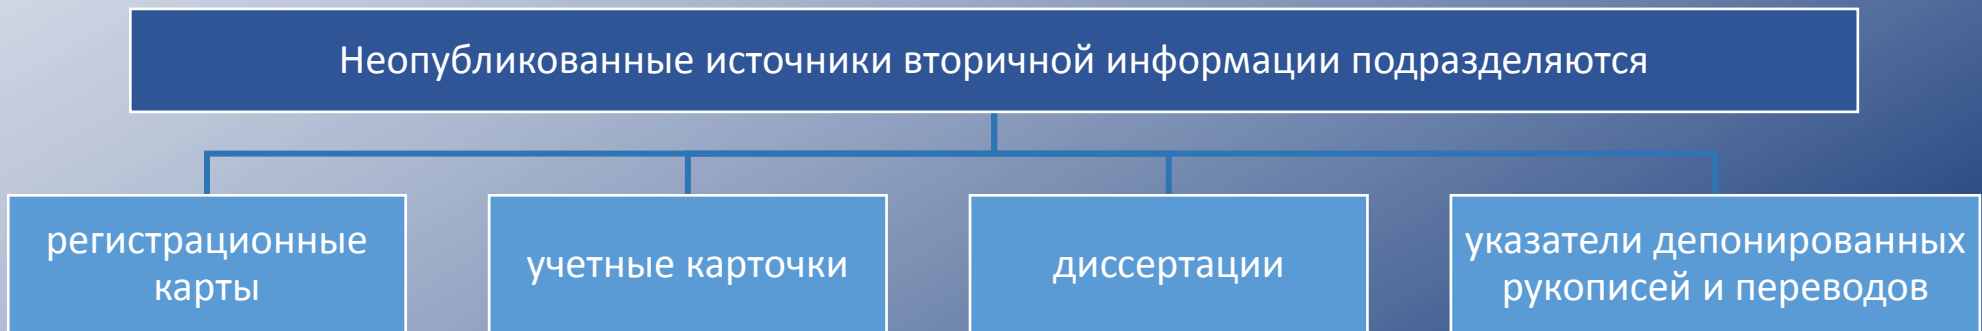 Неопубликованные источники вторичной информации подразделяются
регистрационные
карты
учетные карточки
диссертации
указатели депонированных
рукописей и переводов